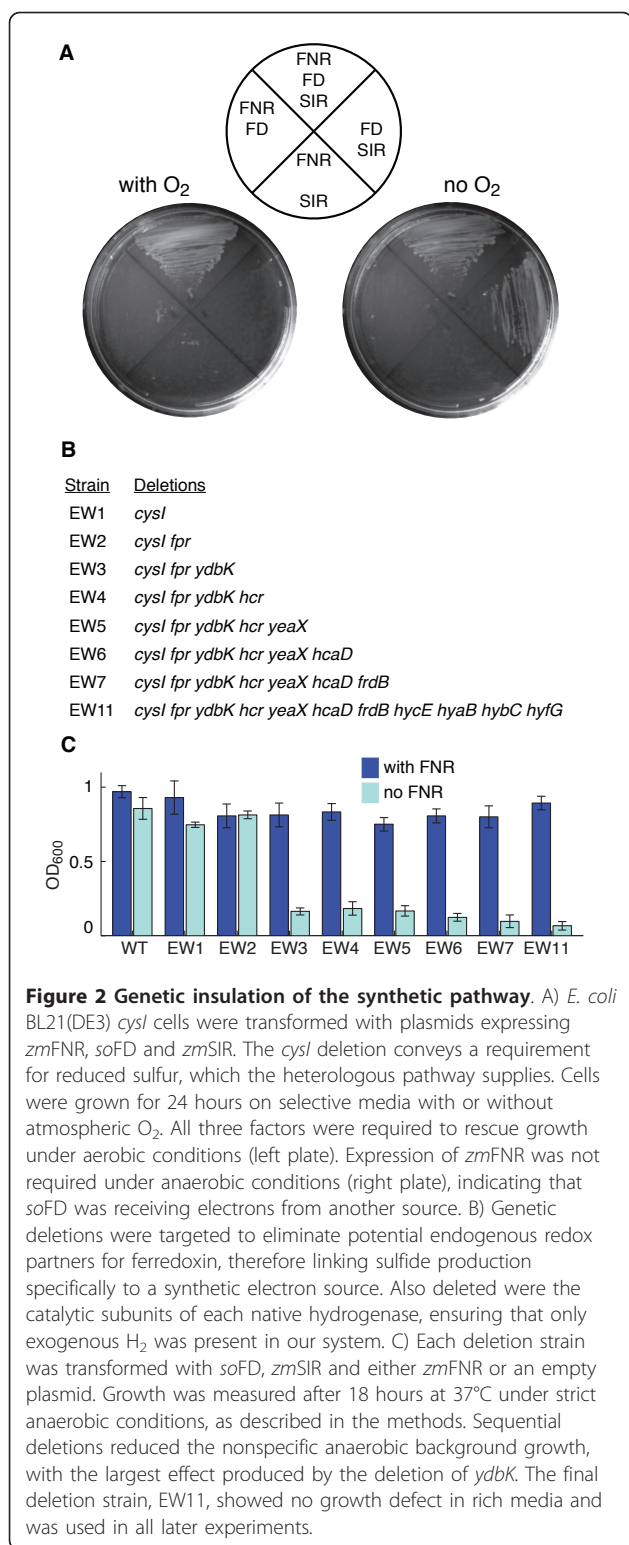 A
FNR
FD
SIR
FNR
FD
FD
SIR
FNR
SIR
with O2
no O2
B
Strain Deletions
EW1 cysI
EW2 cysI fpr
EW3 cysI fpr ydbK
EW4 cysI fpr ydbK hcr
EW5 cysI fpr ydbK hcr yeaX
EW6 cysI fpr ydbK hcr yeaX hcaD
EW7 cysI fpr ydbK hcr yeaX hcaD frdB
EW11 cysI fpr ydbK hcr yeaX hcaD frdB hycE hyaB hybC hyfG
C
with FNR
no FNR
1
0.5
0
OD600
WT EW1 EW2 EW3 EW4 EW5 EW6 EW7 EW11
Figure 2 Genetic insulation of the synthetic pathway. A) E. coli
BL21(DE3) cysI cells were transformed with plasmids expressing
zmFNR, soFD and zmSIR. The cysI deletion conveys a requirement
for reduced sulfur, which the heterologous pathway supplies. Cells
were grown for 24 hours on selective media with or without
atmospheric O2. All three factors were required to rescue growth
under aerobic conditions (left plate). Expression of zmFNR was not
required under anaerobic conditions (right plate), indicating that
soFD was receiving electrons from another source. B) Genetic
deletions were targeted to eliminate potential endogenous redox
partners for ferredoxin, therefore linking sulfide production
specifically to a synthetic electron source. Also deleted were the
catalytic subunits of each native hydrogenase, ensuring that only
exogenous H2 was present in our system. C) Each deletion strain
was transformed with soFD, zmSIR and either zmFNR or an empty
plasmid. Growth was measured after 18 hours at 37°C under strict
anaerobic conditions, as described in the methods. Sequential
deletions reduced the nonspecific anaerobic background growth,
with the largest effect produced by the deletion of ydbK. The final
deletion strain, EW11, showed no growth defect in rich media and
was used in all later experiments.